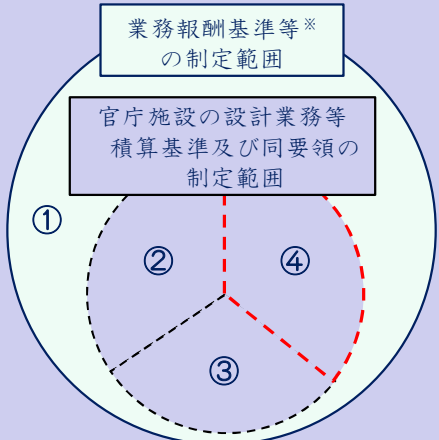 業務報酬基準等※
の制定範囲
官庁施設の設計業務等
積算基準及び同要領の
制定範囲
①
②
④
③